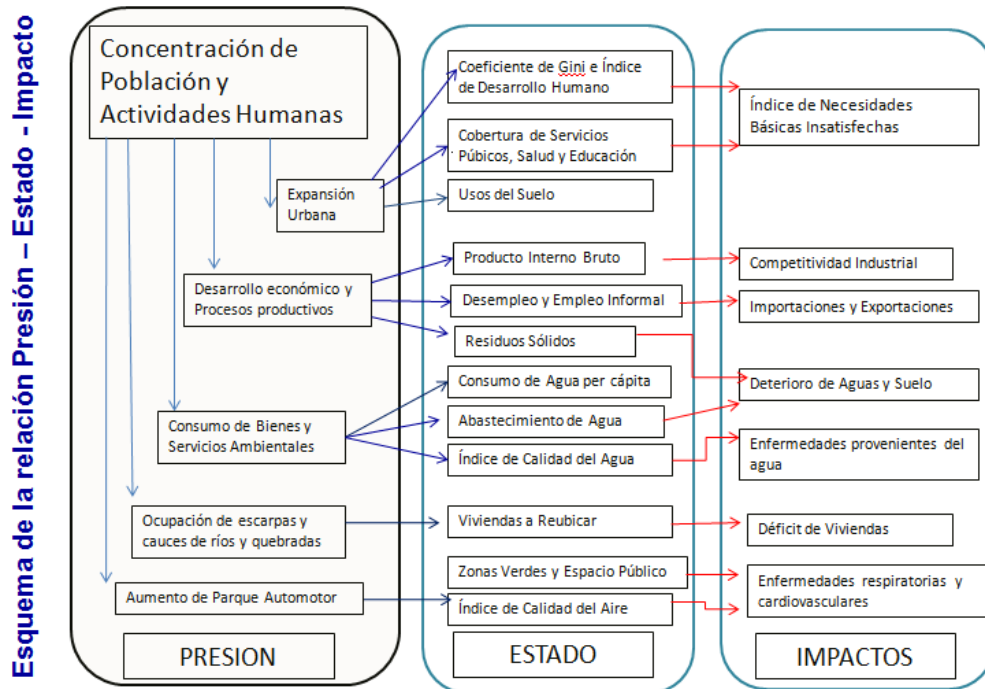 Esquema de la relación Presión – Estado - Impacto
Concentración de
Población y
Actividades Humanas
Expansión
Urbana
Desarrollo económico y
Procesos productivos
Consumo de Bienes y
Servicios Ambientales
Ocupación de escarpas y
cauces de ríos y quebradas
Aumento de Parque Automotor
PRESION
Coeficiente de Gini e Índice
de Desarrollo Humano
Cobertura de Servicios
Púbicos, Salud y Educación
Usos del Suelo
Producto Interno Bruto
Desempleo y Empleo Informal
Residuos Sólidos
Consumo de Agua per cápita
Abastecimiento de Agua
Índice de Calidad del Agua
Viviendas a Reubicar
Zonas Verdes y Espacio Público
Índice de Calidad del Aire
ESTADO
Índice de Necesidades
Básicas Insatisfechas
Competitividad Industrial
Importaciones y Exportaciones
Deterioro de Aguas y Suelo
Enfermedades provenientes del
agua
Déficit de Viviendas
Enfermedades respiratorias y
cardiovasculares
IMPACTOS